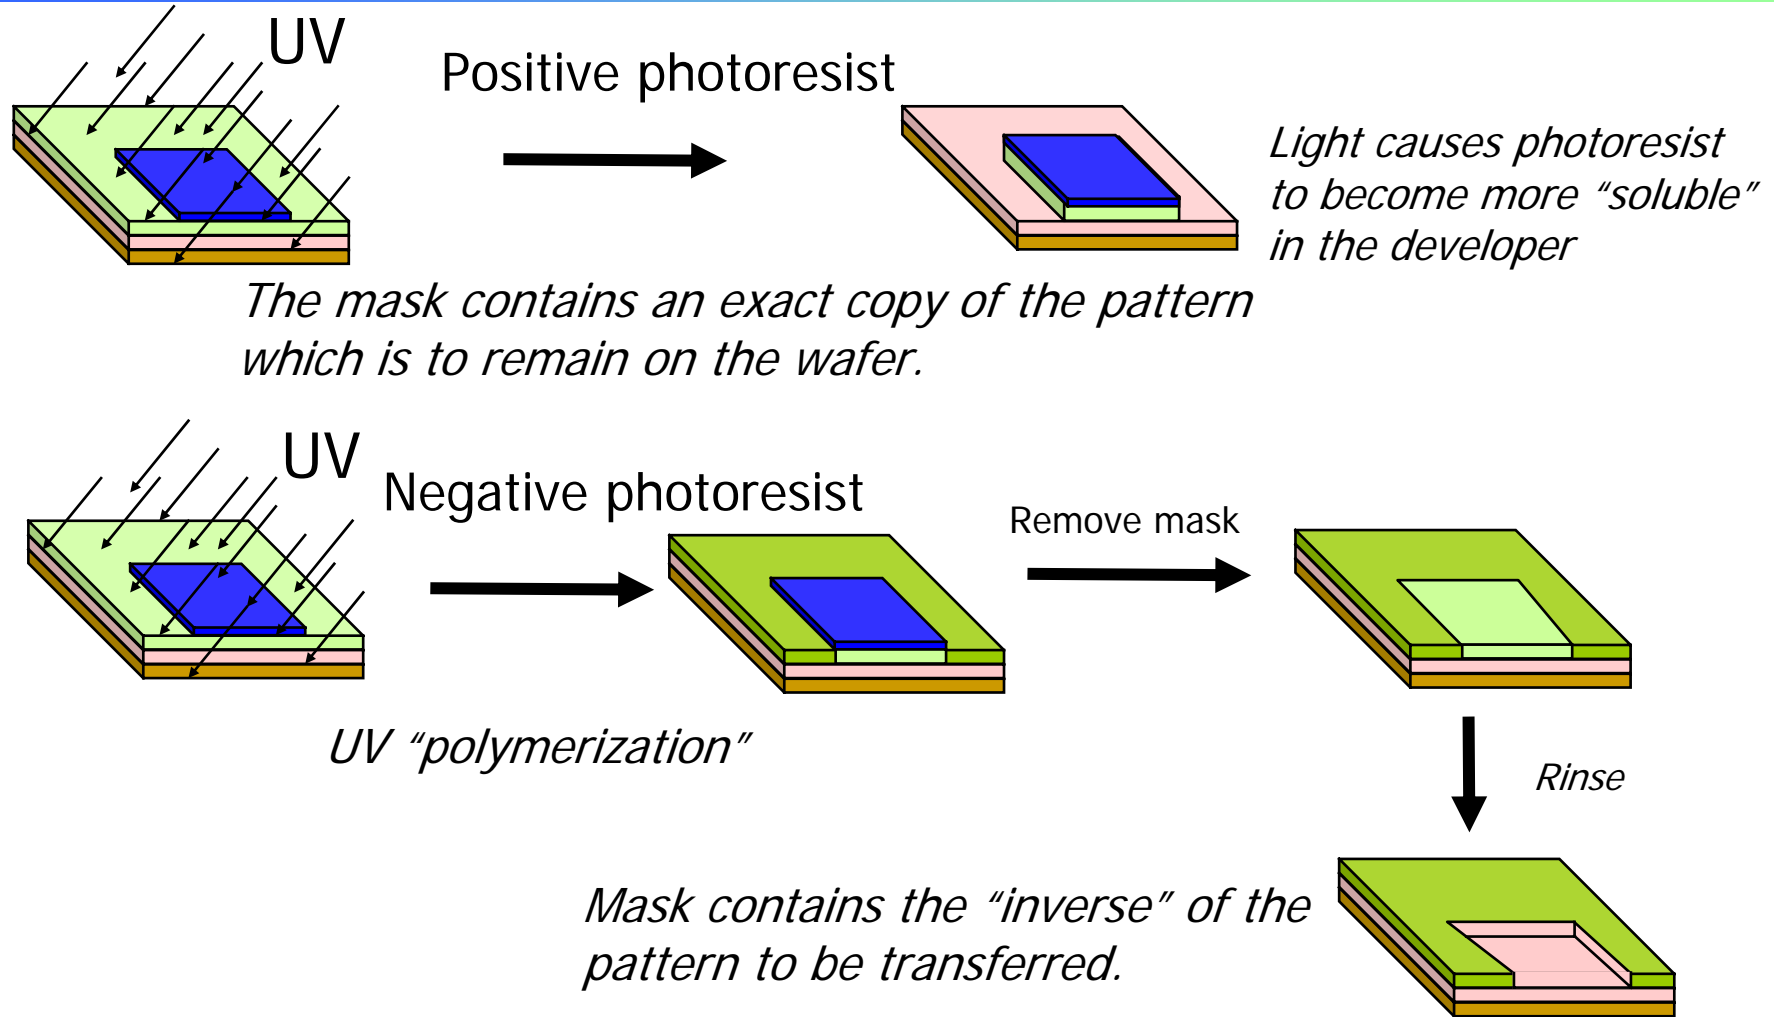 UV
Positive photoresist
Light causes photoresist
to become more “soluble”
in the developer
The mask contains an exact copy of the pattern
which is to remain on the wafer.
UV
Negative photoresist
Remove mask
UV “polymerization”
Rinse
Mask contains the “inverse” of the
pattern to be transferred.